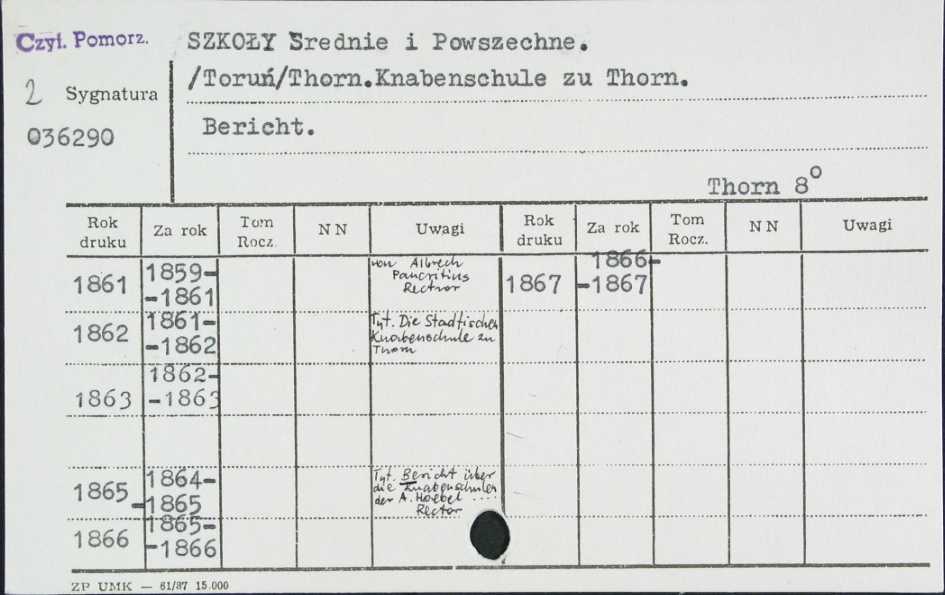 Czyt. Pomorz.
SZKOŁY Średnie i Powszechne.
/Toruń/Thorn.Knabenschule zu Thorn.
2 Sygnatura
036290
Bericht.
Thorn 8°
Rok druku Za rok Tom Rocz. N N Uwagi Rok druku Za rok Tom Rocz. N N Uwagi
1861 1859-
-1861 von Albrech
Pancritius
Rector 1867 1866-
-1867
1862 1861-
-1862 Tyt. Die Stadtischen
Knabenschule zu
Thorn
1863 1862-
-1863
1865 1864-
-1865 Tyt. Bericht über
die Knabenschulen
der A. Hoebel ....
Rector
1866 1865-
-1866
ZP UMK — 61/87 15.000